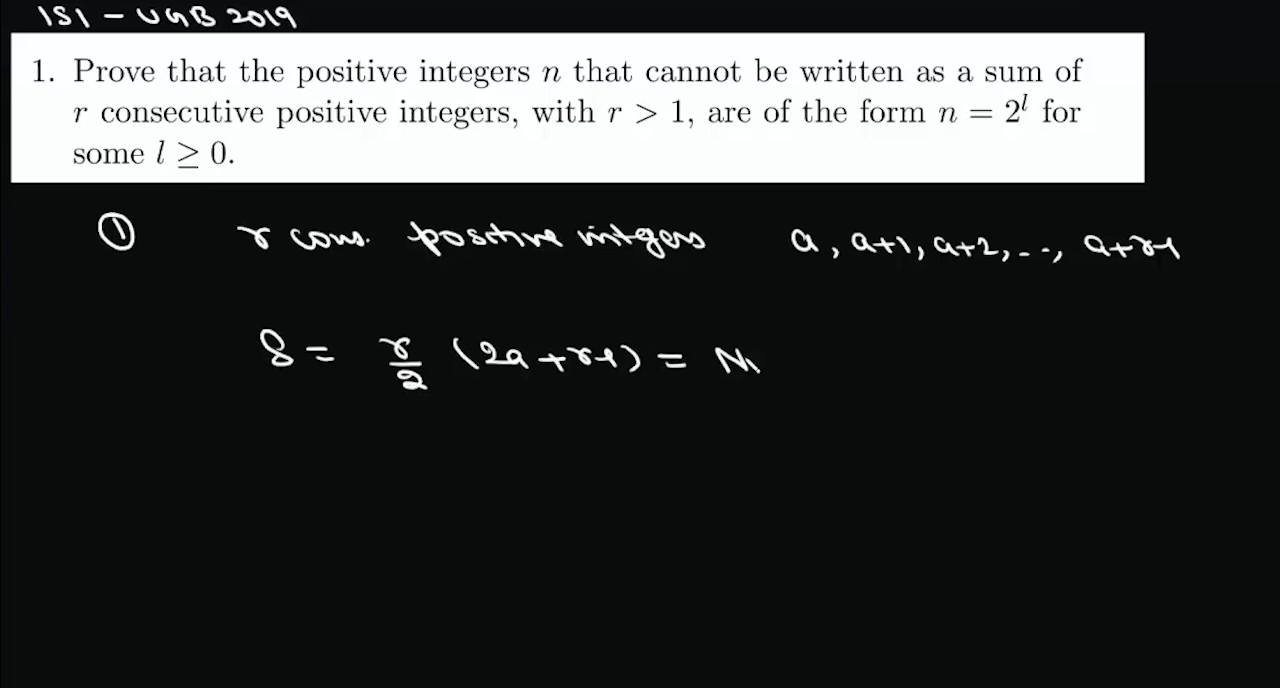 ISI - UGB 2019
1. Prove that the positive integers n that cannot be written as a sum of
r consecutive positive integers, with r > 1, are of the form n = 2^l for
some l ≥ 0.
① r cons. positive integers a, a+1, a+2, --, a+r-1
S = r/2 (2a+r-1) = N